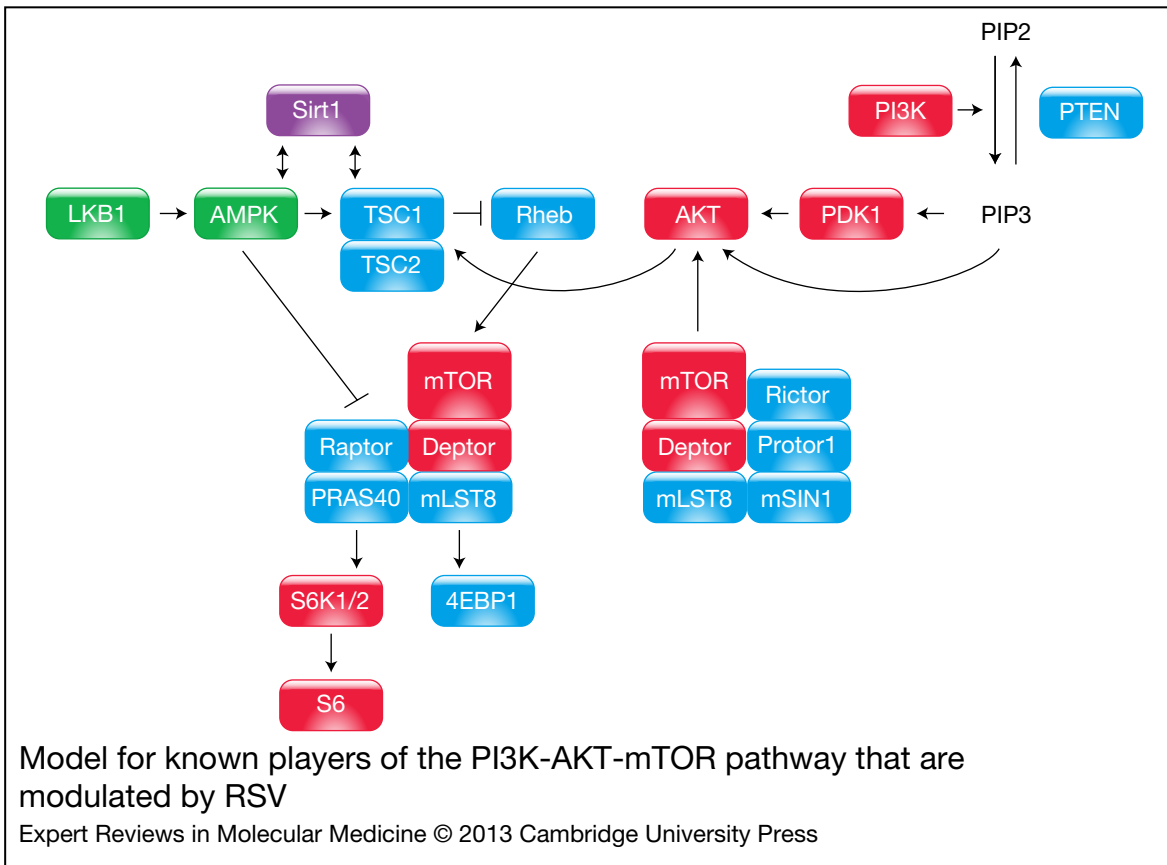 PIP2
Sirt1
PI3K
PTEN
LKB1
AMPK
TSC1
Rheb
AKT
PDK1
PIP3
TSC2
mTOR
mTOR
Rictor
Raptor
Deptor
Deptor
Protor1
PRAS40
mLST8
mLST8
mSIN1
S6K1/2
4EBP1
S6
Model for known players of the PI3K-AKT-mTOR pathway that are
modulated by RSV
Expert Reviews in Molecular Medicine © 2013 Cambridge University Press